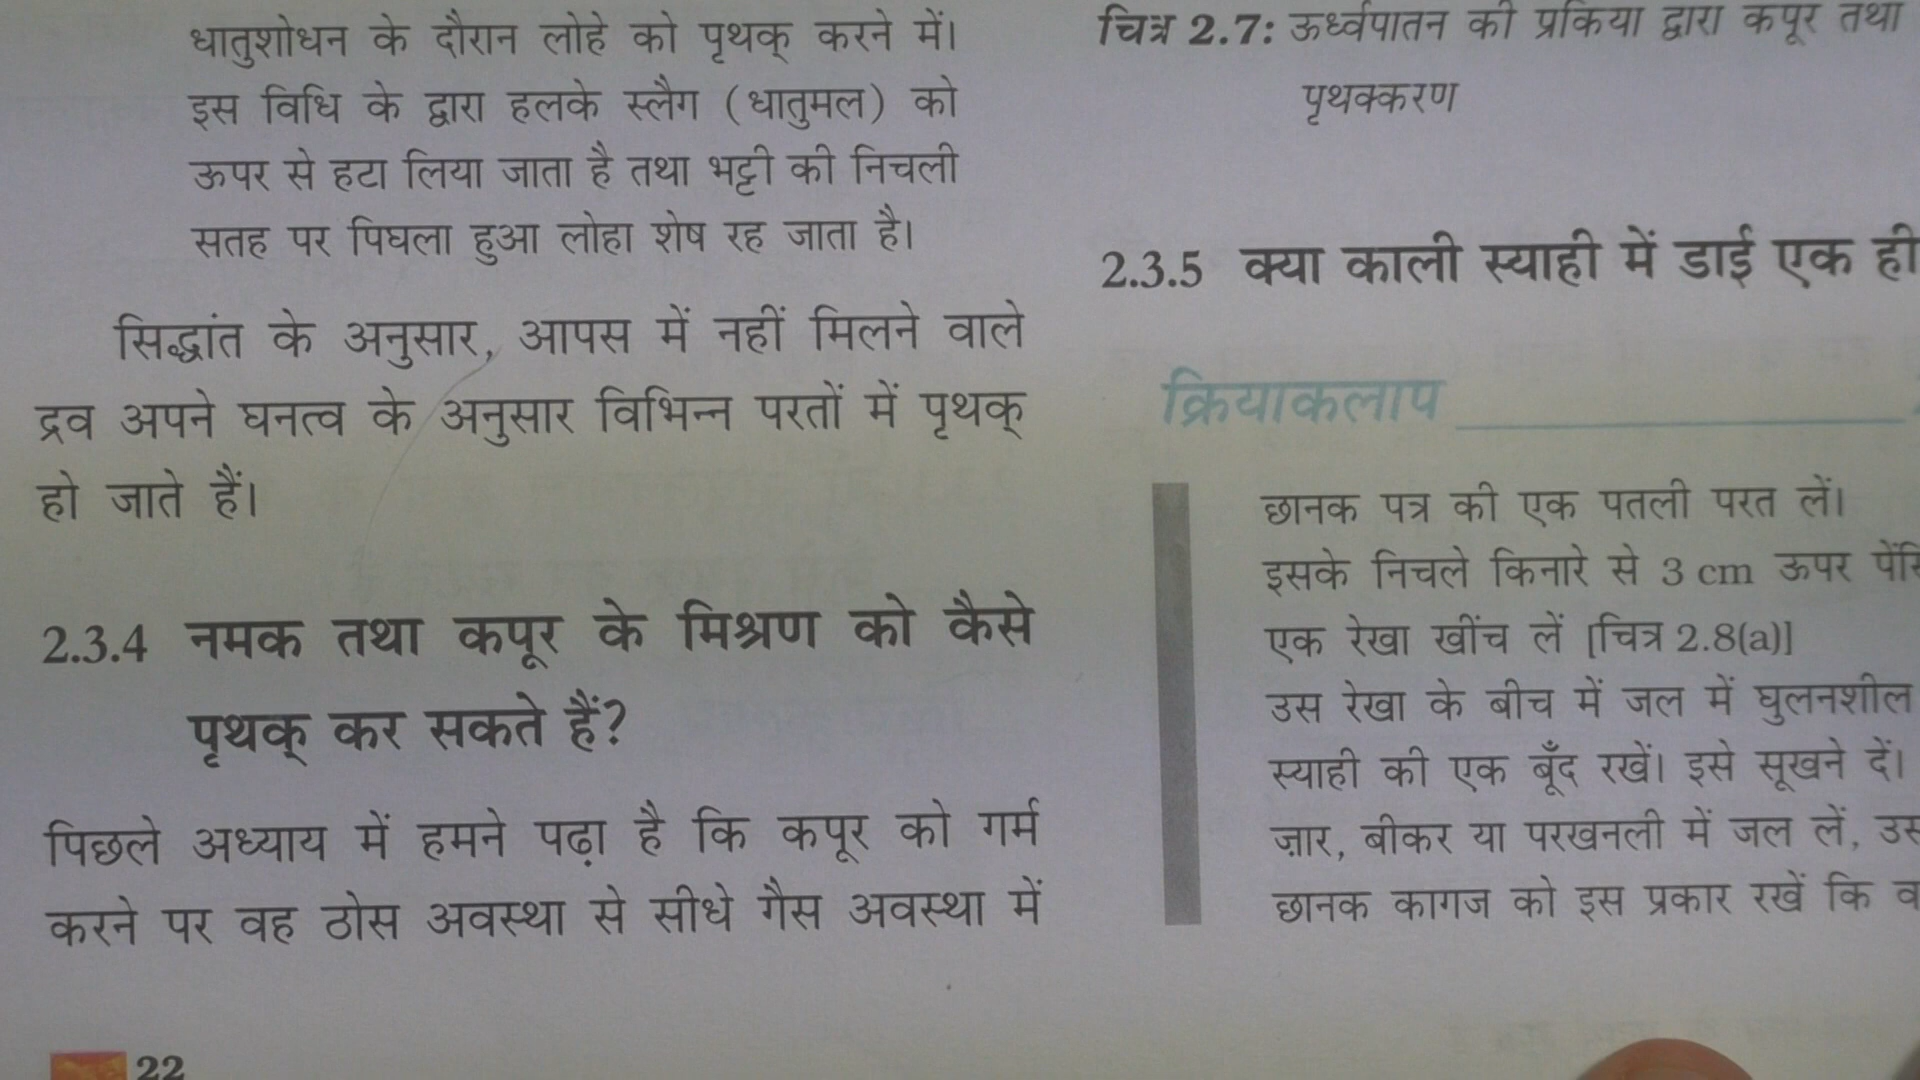 धातुशोधन के दौरान लोहे को पृथक् करने में।
इस विधि के द्वारा हलके स्लैग (धातुमल) को
ऊपर से हटा लिया जाता है तथा भट्टी की निचली
सतह पर पिघला हुआ लोहा शेष रह जाता है।
सिद्धांत के अनुसार, आपस में नहीं मिलने वाले
द्रव अपने घनत्व के अनुसार विभिन्न परतों में पृथक्
हो जाते हैं।
2.3.4 नमक तथा कपूर के मिश्रण को कैसे
पृथक् कर सकते हैं?
पिछले अध्याय में हमने पढ़ा है कि कपूर को गर्म
करने पर वह ठोस अवस्था से सीधे गैस अवस्था में
22
चित्र 2.7: ऊर्ध्वपातन की प्रकिया द्वारा कपूर तथा
पृथक्करण
2.3.5 क्या काली स्याही में डाई एक ही
क्रियाकलाप
छानक पत्र की एक पतली परत लें।
इसके निचले किनारे से 3 cm ऊपर
एक रेखा खींच लें [चित्र 2.8(a)]
उस रेखा के बीच में जल में घुलनशील
स्याही की एक बूँद रखें। इसे सूखने दें।
ज़ार, बीकर या परखनली में जल लें,
छानक कागज को इस प्रकार रखें कि